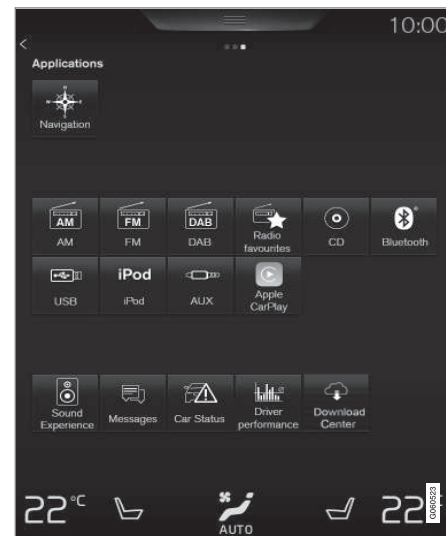 10:00
Applications
Navigation
AM
FM
DAB
AM
FM
DAB
Radio
favourites
CD
Bluetooth
iPod
USB
iPod
AUX
Apple
CarPlay
Sound
Experience
Messages
Car Status
Driver
performance
Download
Center
22°C
AUTO
22
G060523